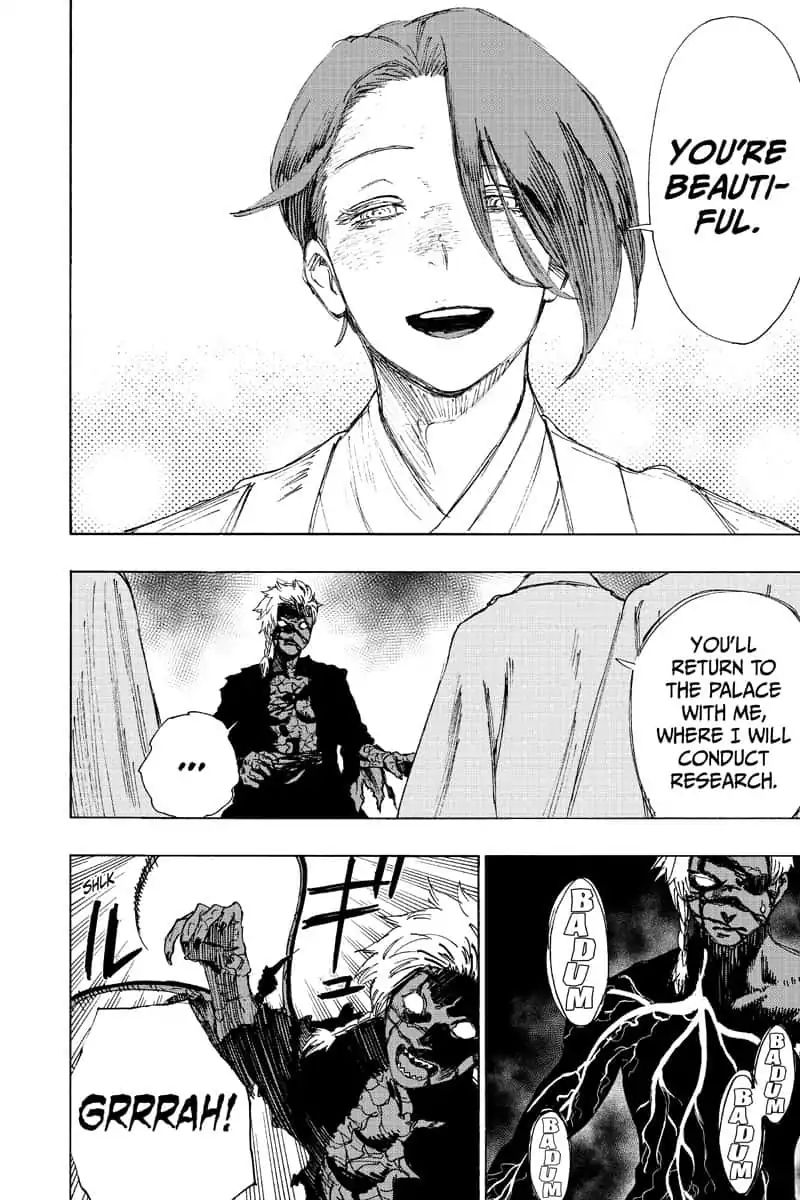 YOU'RE
BEAUTI-
FUL.
YOU'LL
RETURN TO
THE PALACE
WITH ME,
WHERE I WILL
CONDUCT
RESEARCH.
...
BADUM
BADUM
BADUM
BADUM
SHLK
GRRRAH!